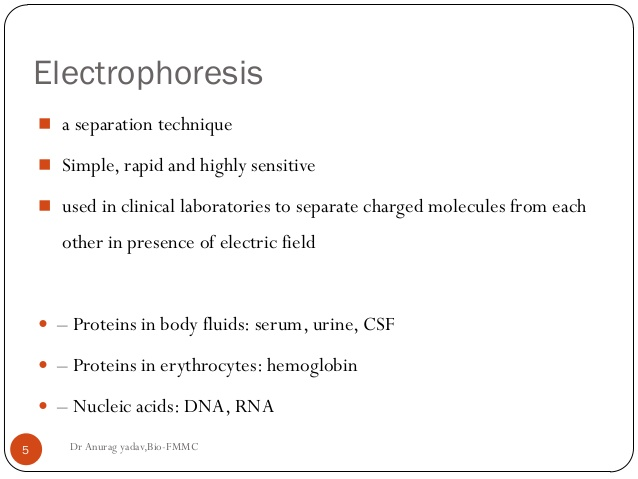 Electrophoresis
a separation technique
Simple, rapid and highly sensitive
used in clinical laboratories to separate charged molecules from each
other in presence of electric field
– Proteins in body fluids: serum, urine, CSF
– Proteins in erythrocytes: hemoglobin
– Nucleic acids: DNA, RNA
5
Dr Anurag yadav,Bio-FMMC